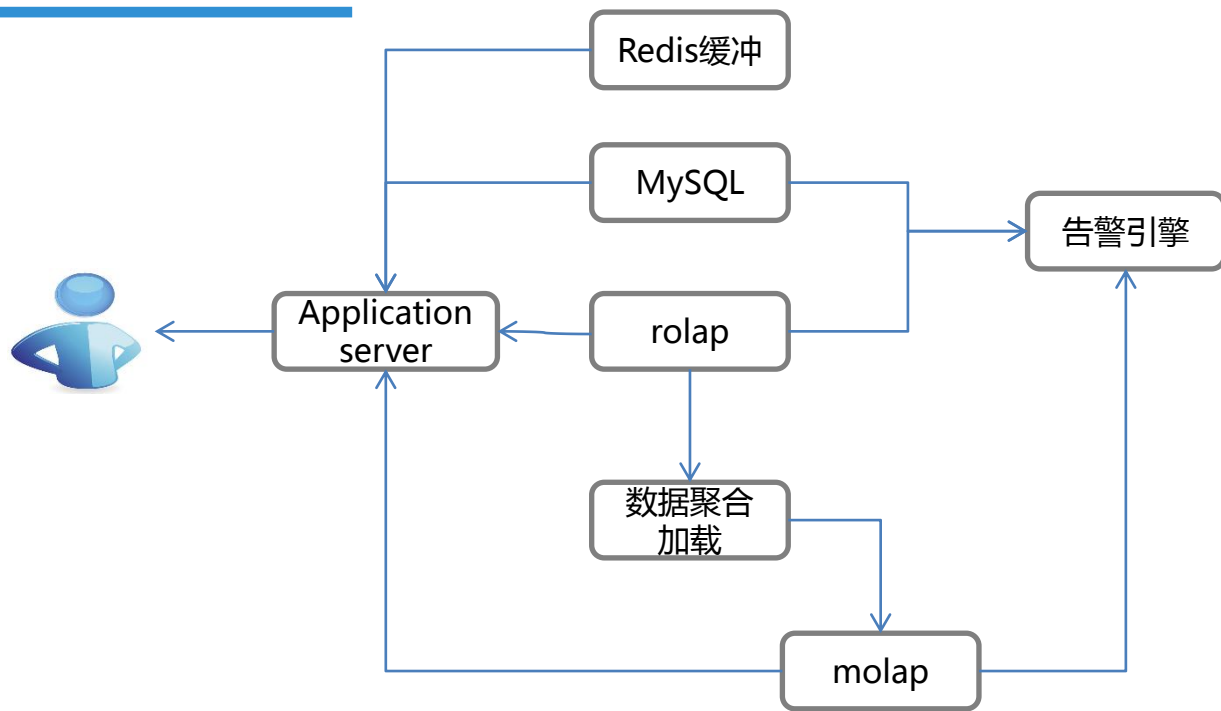 Redis缓冲
MySQL
告警引擎
Application
server
rolap
数据聚合
加载
molap